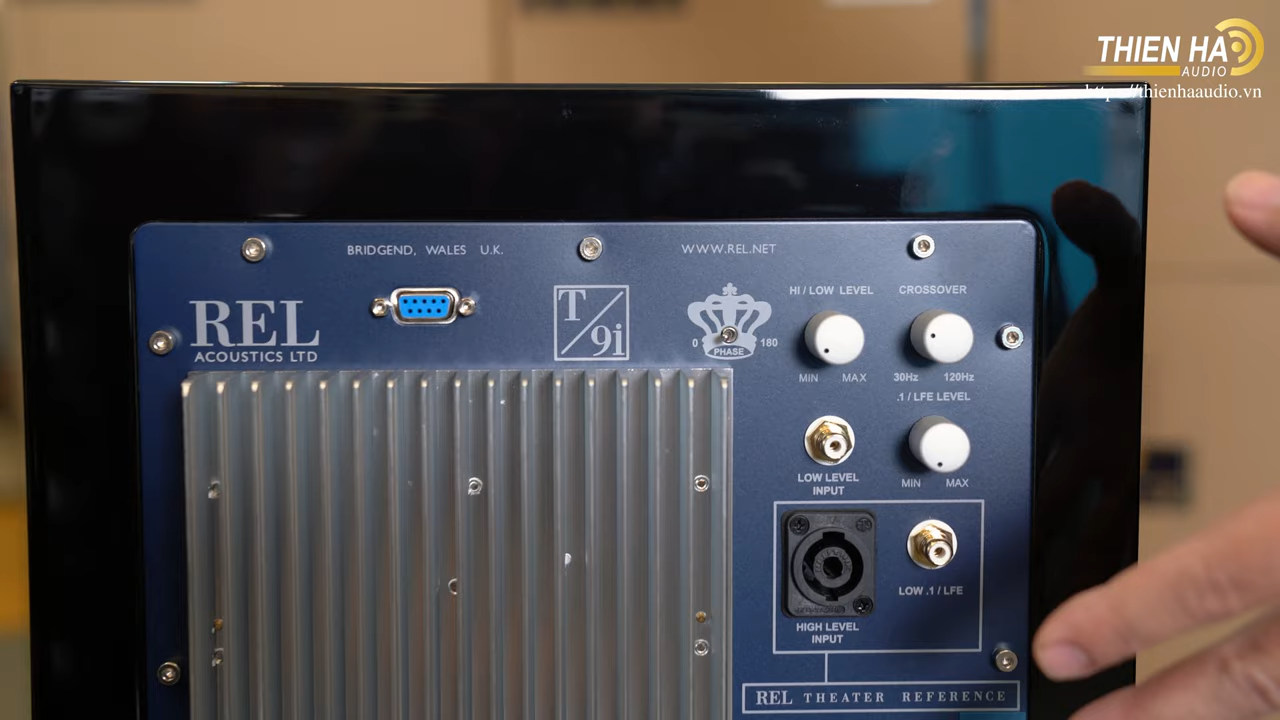 THIEN HA
AUDIO
https://thienhaaudio.vn
BRIDGEND, WALES U.K.
WWW.REL.NET
REL
ACOUSTICS LTD
T/9i
0 PHASE 180
HI / LOW LEVEL
MIN MAX
CROSSOVER
30Hz 120Hz
.1 / LFE LEVEL
MIN MAX
LOW LEVEL
INPUT
HIGH LEVEL
INPUT
LOW .1 / LFE
REL THEATER REFERENCE